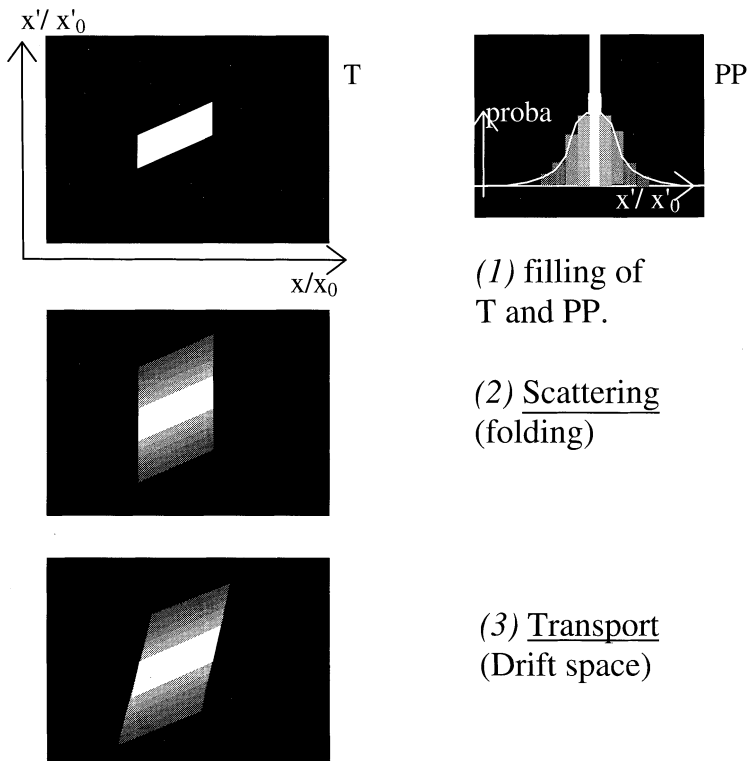 x'/ x'₀
T
PP
proba
x'/ x'₀
x/x₀
(1) filling of
T and PP.
(2) Scattering
(folding)
(3) Transport
(Drift space)